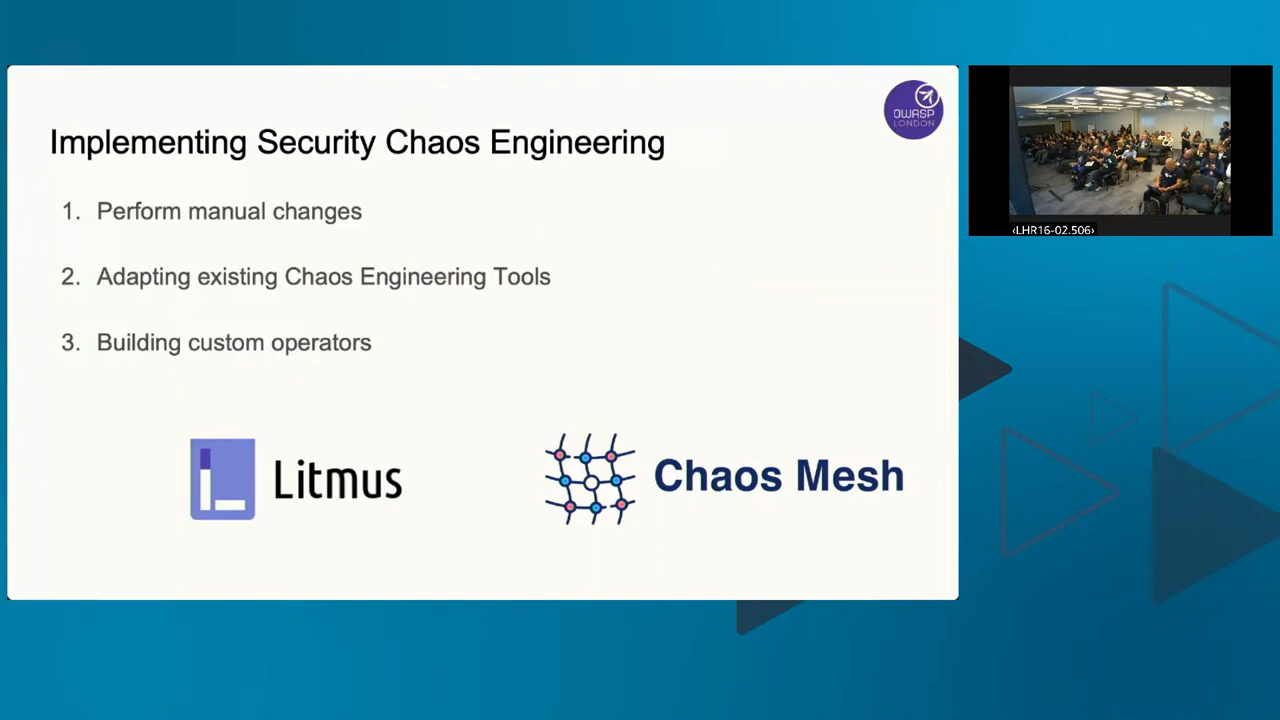 Implementing Security Chaos Engineering
OWASP
LONDON
1. Perform manual changes
2. Adapting existing Chaos Engineering Tools
3. Building custom operators
Litmus
Chaos Mesh
‹LHR16-02.506›